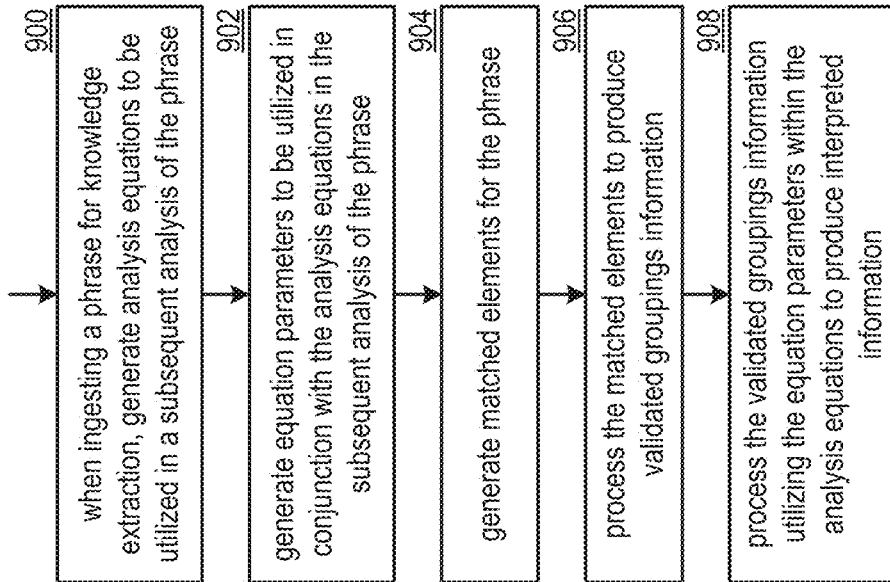 900
when ingesting a phrase for knowledge
extraction, generate analysis equations to be
utilized in a subsequent analysis of the phrase
902
generate equation parameters to be utilized in
conjunction with the analysis equations in the
subsequent analysis of the phrase
904
generate matched elements for the phrase
906
process the matched elements to produce
validated groupings information
908
process the validated groupings information
utilizing the equation parameters within the
analysis equations to produce interpreted
information